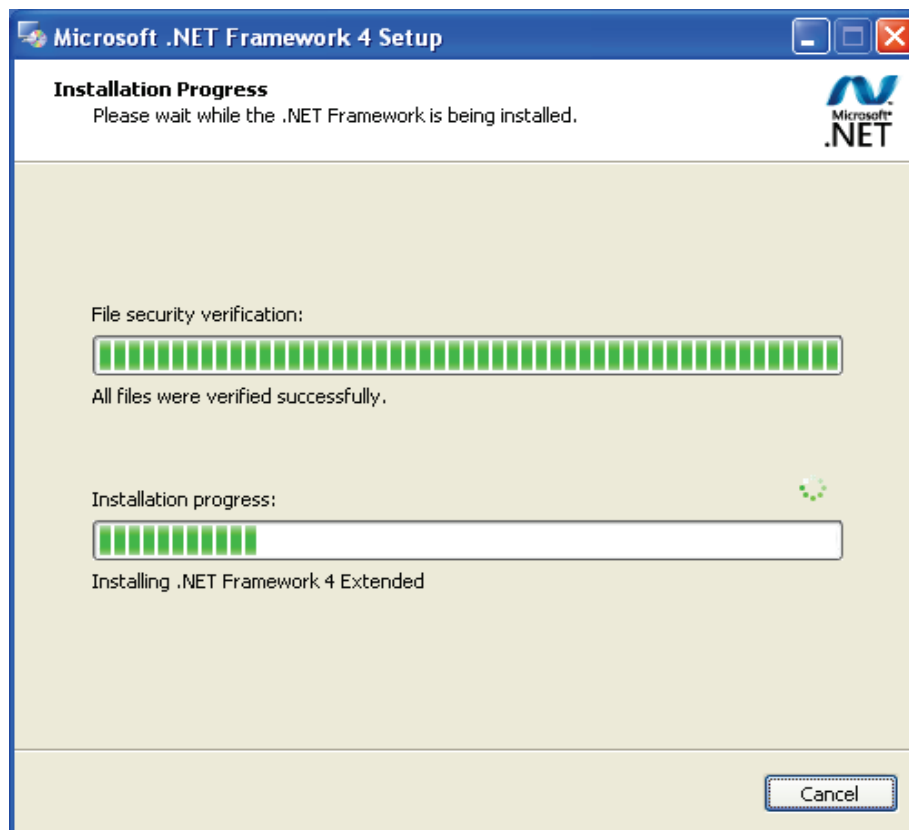 Microsoft .NET Framework 4 Setup
Installation Progress
Please wait while the .NET Framework is being installed.
Microsoft
.NET
File security verification:
All files were verified successfully.
Installation progress:
Installing .NET Framework 4 Extended
Cancel